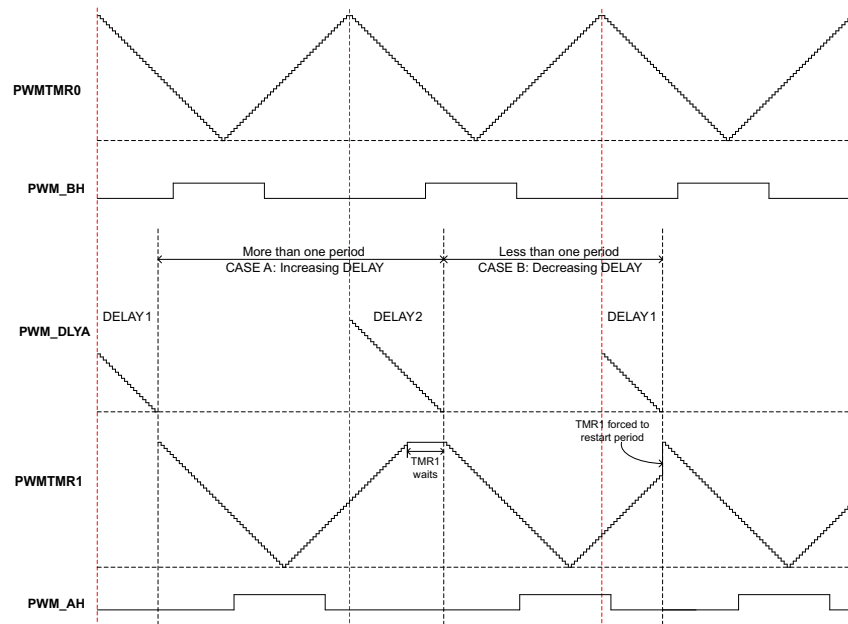 PWMTMR0
PWM_BH
More than one period
CASE A: Increasing DELAY
Less than one period
CASE B: Decreasing DELAY
PWM_DLYA
DELAY1
DELAY2
DELAY1
TMR1 forced to
restart period
PWMTMR1
TMR1
waits
PWM_AH